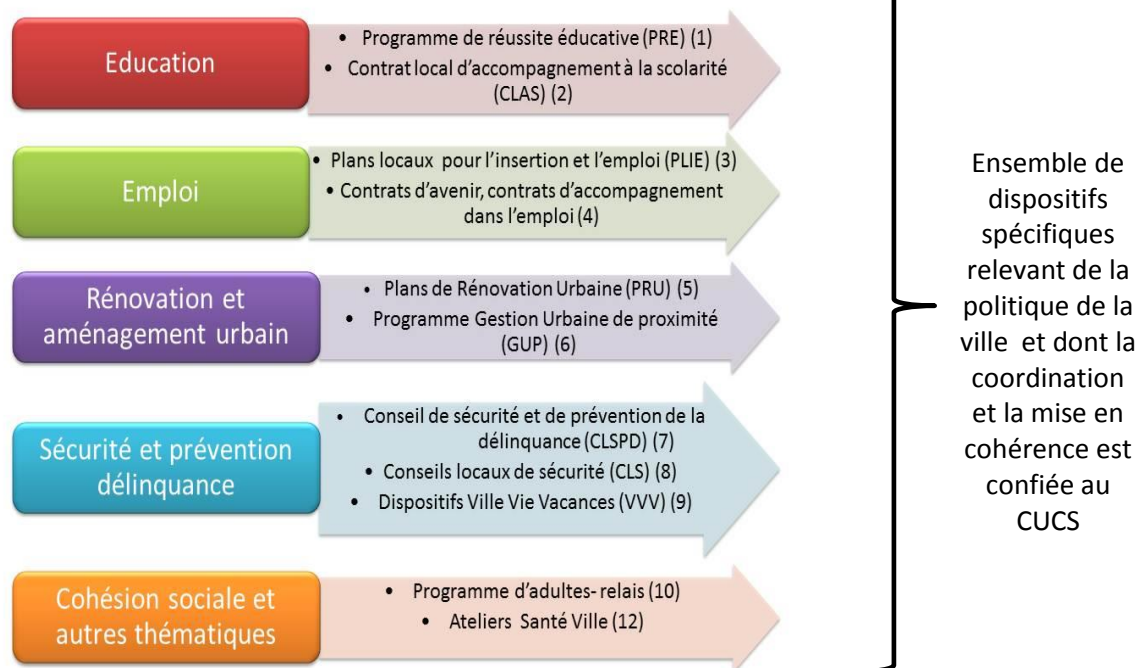 Education
• Programme de réussite éducative (PRE) (1)
• Contrat local d'accompagnement à la scolarité
(CLAS) (2)
Emploi
• Plans locaux pour l'insertion et l'emploi (PLIE) (3)
• Contrats d'avenir, contrats d'accompagnement
dans l'emploi (4)
Rénovation et
aménagement urbain
• Plans de Rénovation Urbaine (PRU) (5)
• Programme Gestion Urbaine de proximité
(GUP) (6)
Sécurité et prévention
délinquance
• Conseil de sécurité et de prévention de la
délinquance (CLSPD) (7)
• Conseils locaux de sécurité (CLS) (8)
• Dispositifs Ville Vie Vacances (VVV) (9)
Cohésion sociale et
autres thématiques
• Programme d'adultes- relais (10)
• Ateliers Santé Ville (12)
Ensemble de
dispositifs
spécifiques
relevant de la
politique de la
ville et dont la
coordination
et la mise en
cohérence est
confiée au
CUCS